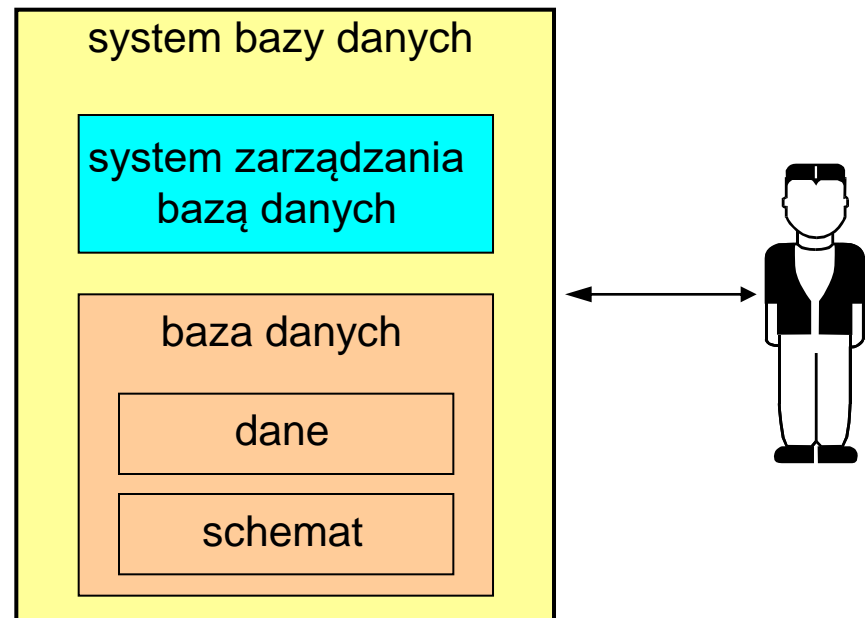 system bazy danych
system zarządzania
bazą danych
baza danych
dane
schemat